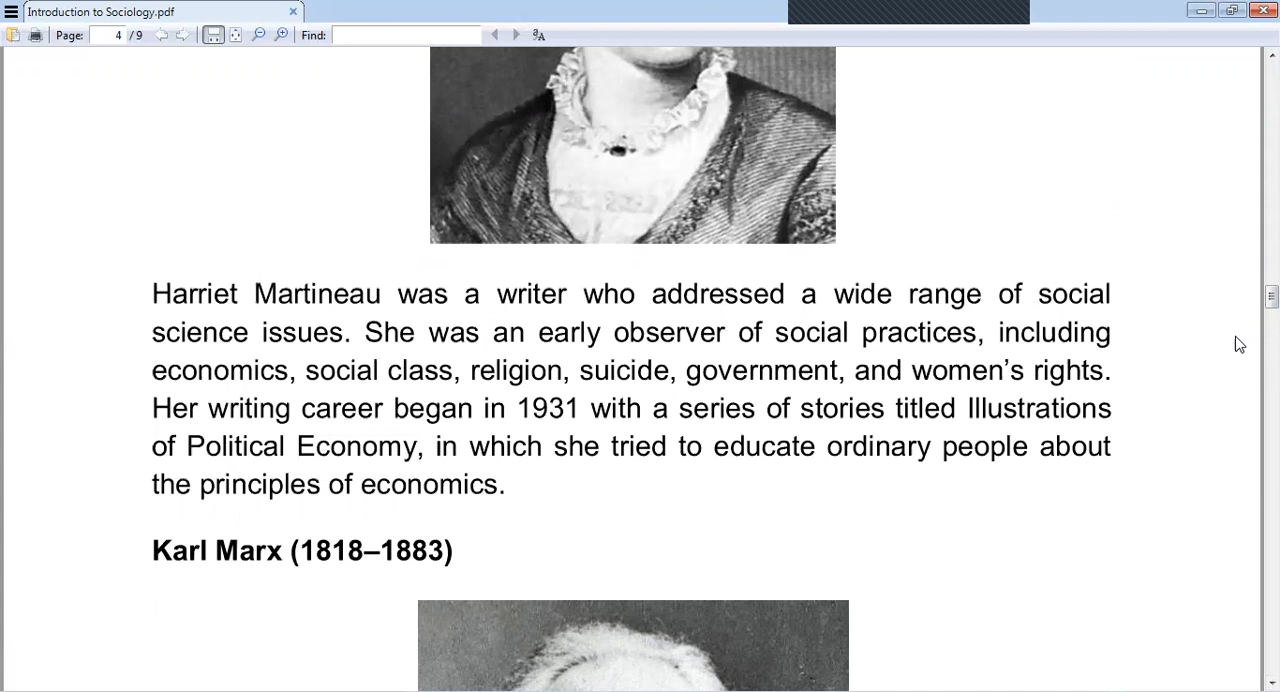 Introduction to Sociology.pdf
Page: 4 / 9 Find:
Harriet Martineau was a writer who addressed a wide range of social
science issues. She was an early observer of social practices, including
economics, social class, religion, suicide, government, and women’s rights.
Her writing career began in 1931 with a series of stories titled Illustrations
of Political Economy, in which she tried to educate ordinary people about
the principles of economics.
Karl Marx (1818–1883)